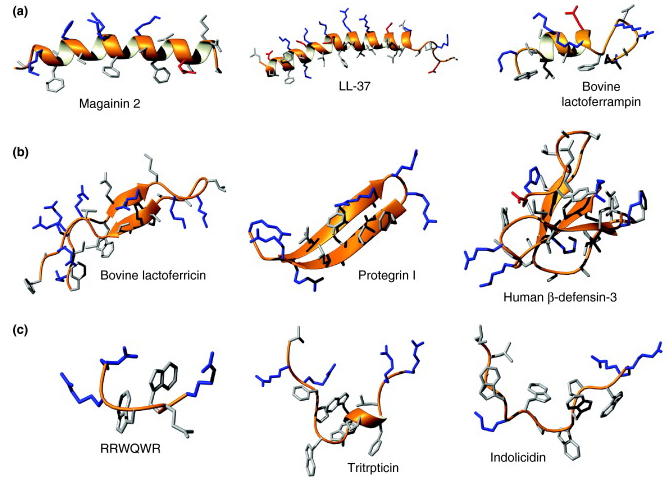 (a)
Magainin 2
LL-37
Bovine
lactoferrampin
(b)
Bovine lactoferricin
Protegrin I
Human β-defensin-3
(c)
RRWQWR
Tritrpticin
Indolicidin